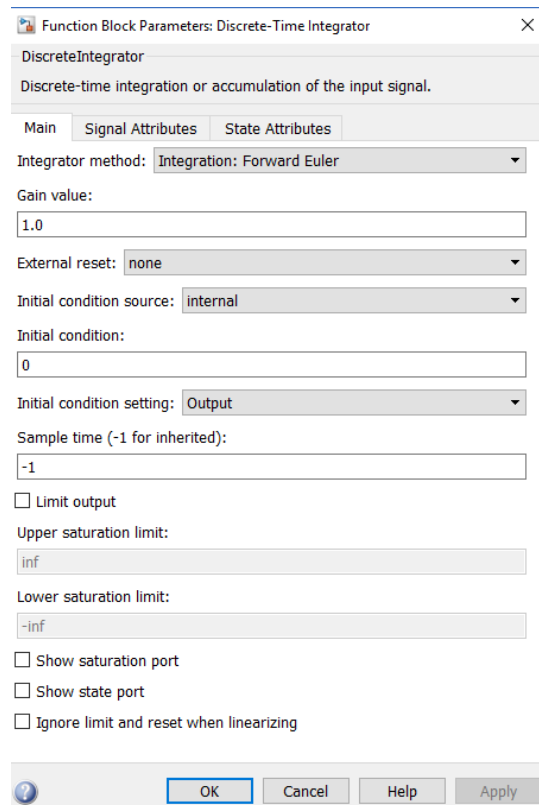 Function Block Parameters: Discrete-Time Integrator
DiscreteIntegrator
Discrete-time integration or accumulation of the input signal.
Main Signal Attributes State Attributes
Integrator method: Integration: Forward Euler
Gain value:
1.0
External reset: none
Initial condition source: internal
Initial condition:
0
Initial condition setting: Output
Sample time (-1 for inherited):
-1
Limit output
Upper saturation limit:
inf
Lower saturation limit:
-inf
Show saturation port
Show state port
Ignore limit and reset when linearizing
? OK Cancel Help Apply